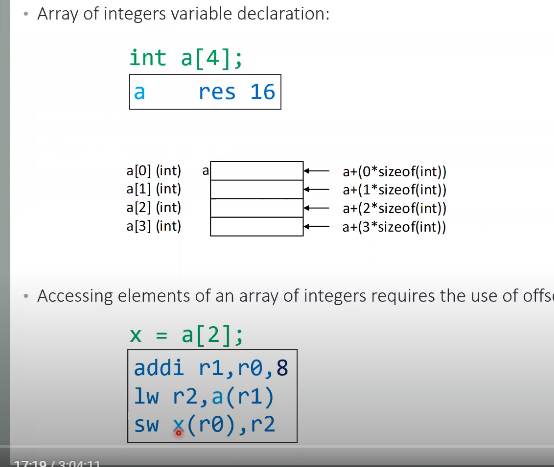 • Array of integers variable declaration:
int a[4];
a res 16
a[0] (int) a a+(0*sizeof(int))
a[1] (int) a+(1*sizeof(int))
a[2] (int) a+(2*sizeof(int))
a[3] (int) a+(3*sizeof(int))
• Accessing elements of an array of integers requires the use of offs
x = a[2];
addi r1,r0,8
lw r2,a(r1)
sw x(r0),r2
17:19 / 3:04:11